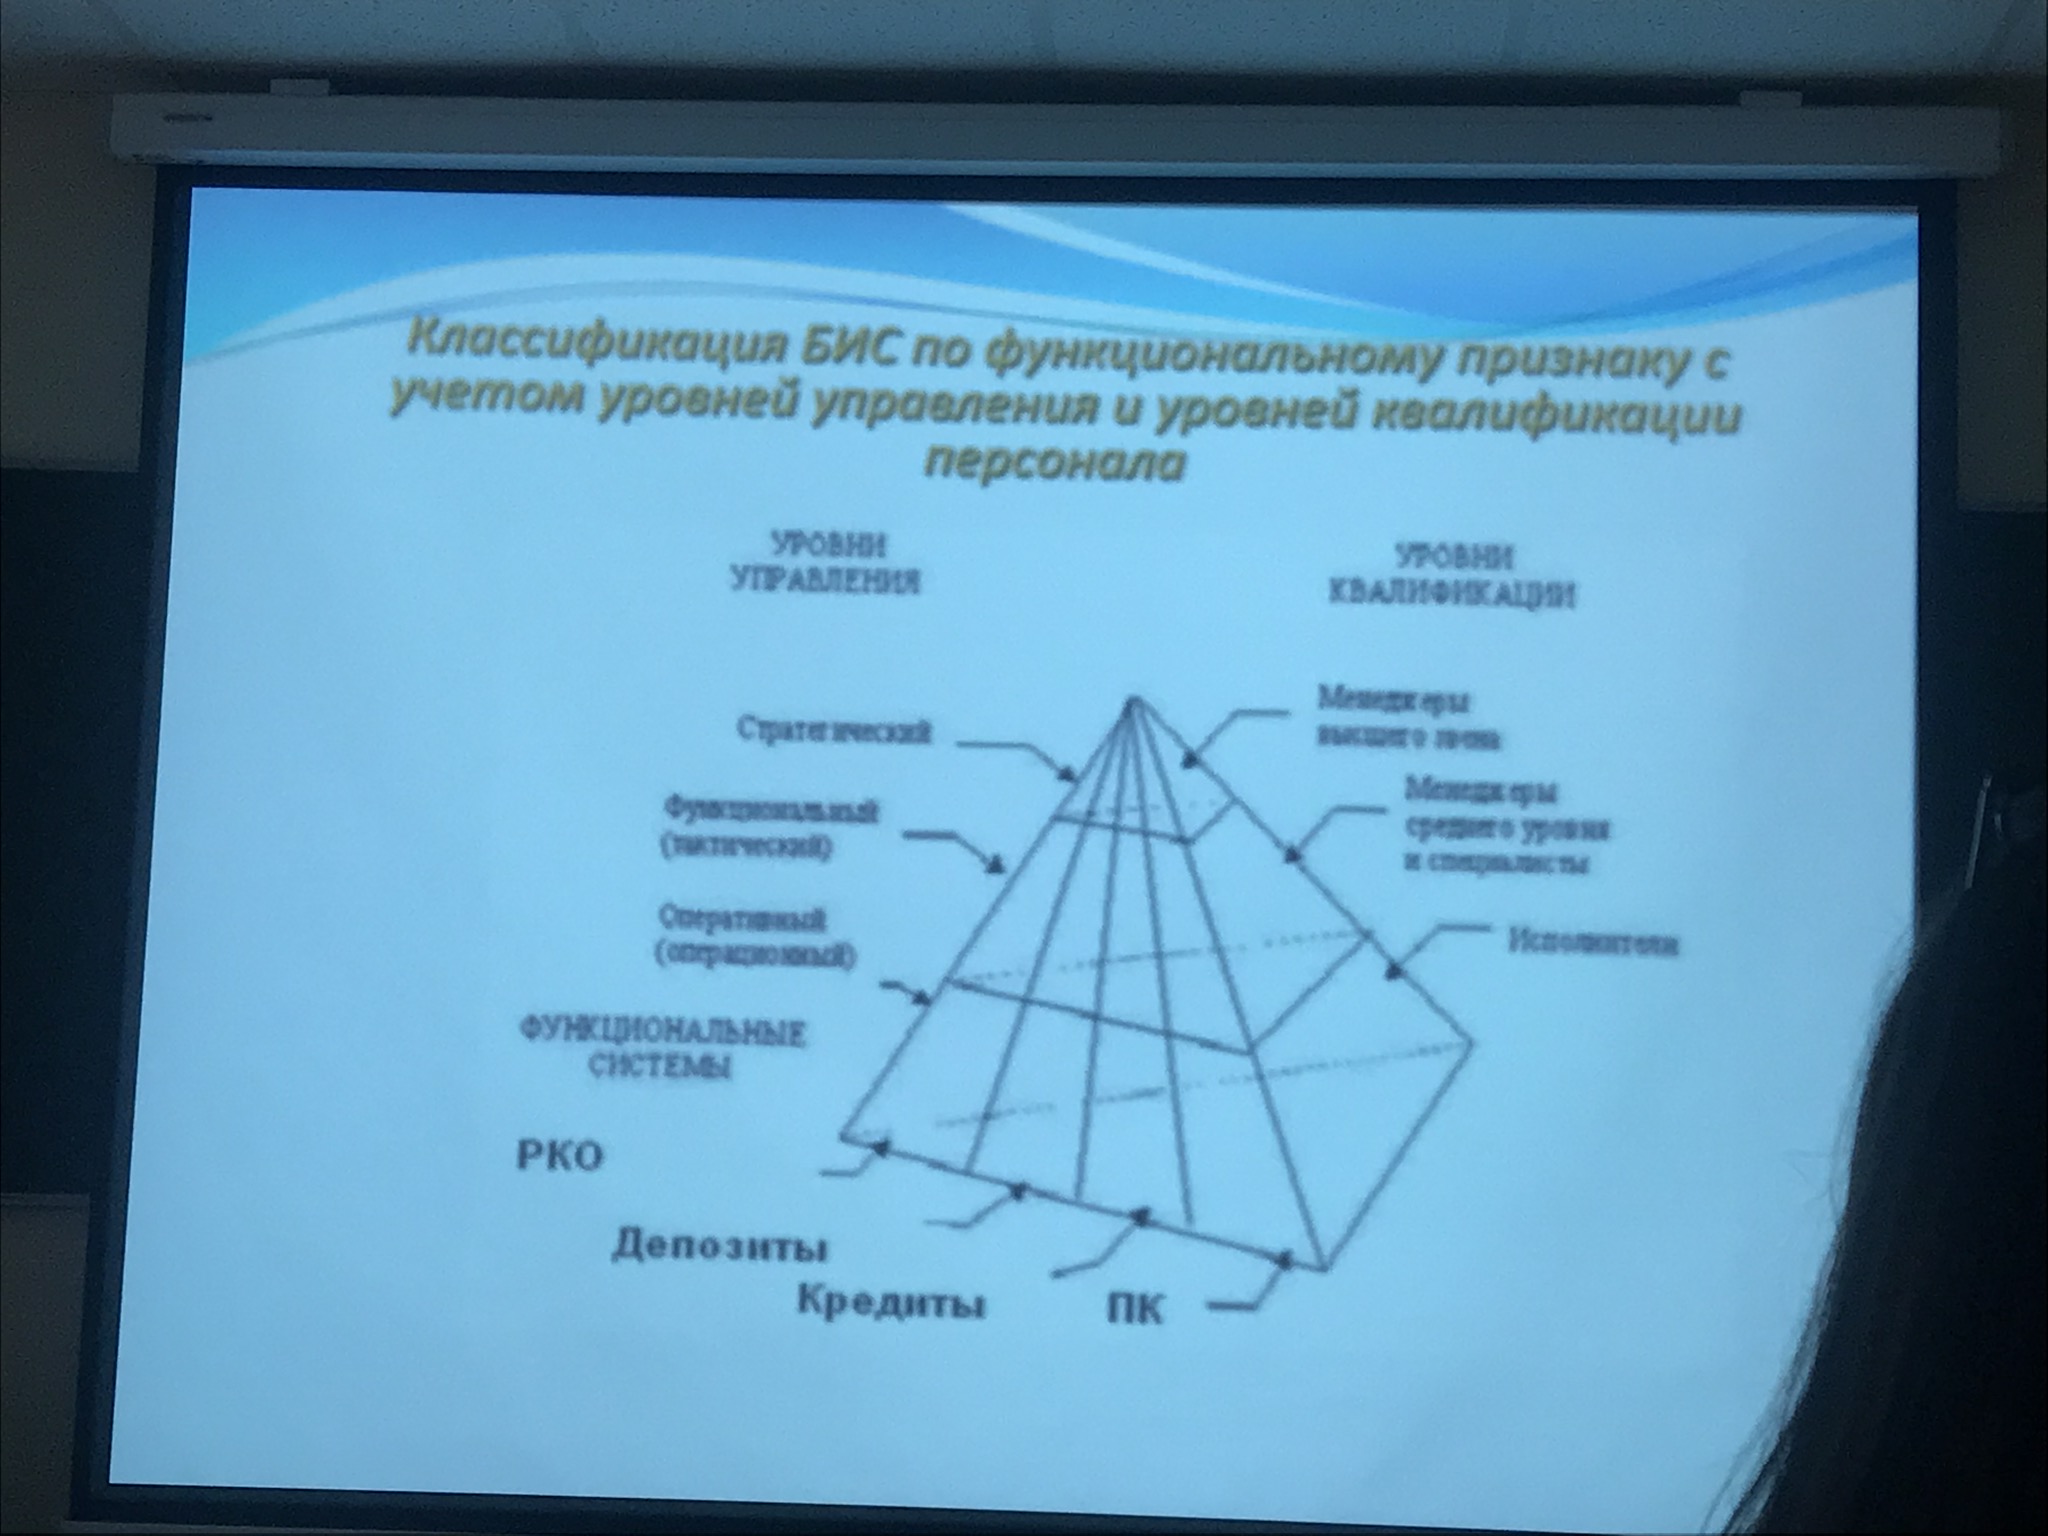 Классификация БИС по функциональному признаку с
учетом уровней управления и уровней квалификации
персонала
УРОВНИ
УПРАВЛЕНИЯ
УРОВНИ
КВАЛИФИКАЦИИ
Стратегический
Функциональный
(тактический)
Оперативный
(операционный)
Менеджеры
высшего звена
Менеджеры
среднего уровня
и специалисты
Исполнители
ФУНКЦИОНАЛЬНЫЕ
СИСТЕМЫ
РКО
Депозиты
Кредиты
ПК